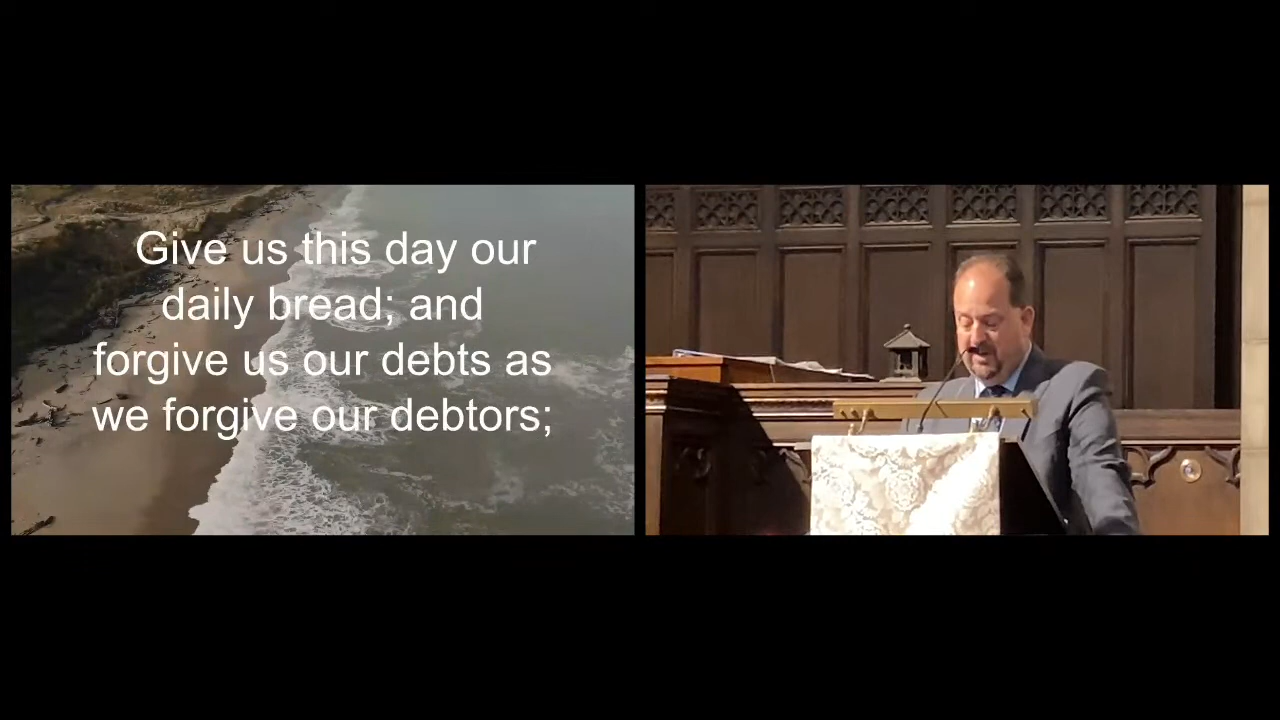 Give us this day our
daily bread; and
forgive us our debts as
we forgive our debtors;